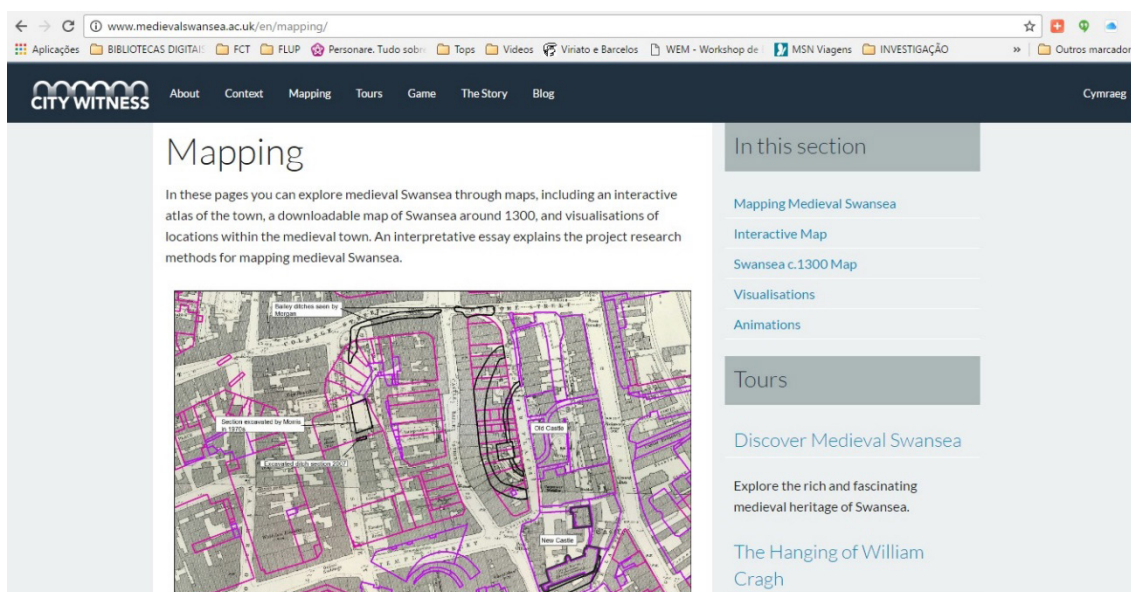 www.medievalswansea.ac.uk/en/mapping/
Aplicações BIBLIOTECAS DIGITAIS FCT FLUP Personare. Tudo sobre Tops Videos Viriato e Barcelos WEM - Workshop de MSN Viagens INVESTIGAÇÃO » Outros marcador
CITY WITNESS About Context Mapping Tours Game The Story Blog Cymraeg
Mapping
In these pages you can explore medieval Swansea through maps, including an interactive
atlas of the town, a downloadable map of Swansea around 1300, and visualisations of
locations within the medieval town. An interpretative essay explains the project research
methods for mapping medieval Swansea.
Bailey ditches seen by
Morgan
COLLEGE STREET
Section excavated by Morris
in 1970s
Excavated ditch section
Old Castle
New Castle
TEMPLE
In this section
Mapping Medieval Swansea
Interactive Map
Swansea c.1300 Map
Visualisations
Animations
Tours
Discover Medieval Swansea
Explore the rich and fascinating
medieval heritage of Swansea.
The Hanging of William
Cragh